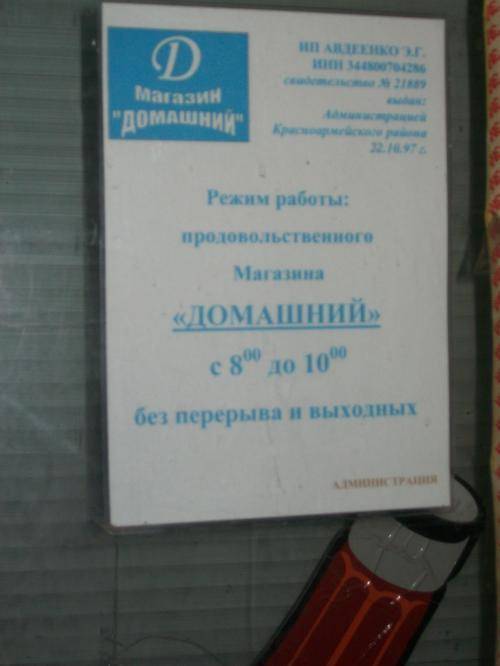 D
Магазин
"ДОМАШНИЙ"
ИП АВДЕЕНКО Э.Г.
ИНН 344800704286
свидетельство № 21889
выдан:
Администрацией
Красноармейского района
22.10.97 г.
Режим работы:
продовольственного
Магазина
«ДОМАШНИЙ»
с 8⁰⁰ до 10⁰⁰
без перерыва и выходных
АДМИНИСТРАЦИЯ